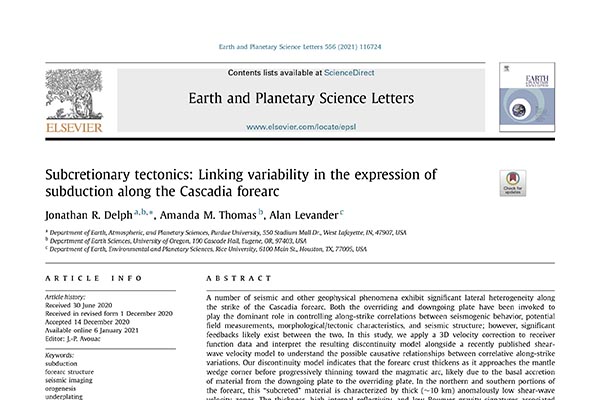 Earth and Planetary Science Letters 556 (2021) 116724
Contents lists available at ScienceDirect
Earth and Planetary Science Letters
www.elsevier.com/locate/epsl
ELSEVIER
EARTH
Check for
updates
Subcretionary tectonics: Linking variability in the expression of
subduction along the Cascadia forearc
Jonathan R. Delph a,b,*, Amanda M. Thomas b, Alan Levander c
a Department of Earth, Atmospheric, and Planetary Sciences, Purdue University, 550 Stadium Mall Dr., West Lafayette, IN, 47907, USA
b Department of Earth Sciences, University of Oregon, 100 Cascade Hall, Eugene, OR, 97403, USA
c Department of Earth, Environmental and Planetary Sciences, Rice University, 6100 Main St., Houston, TX, 77005, USA
ARTICLE INFO
Article history:
Received 30 June 2020
Received in revised form 1 December 2020
Accepted 14 December 2020
Available online 6 January 2021
Editor: J.-P. Avouac
Keywords:
subduction
forearc structure
seismic imaging
orogenesis
underplating
ABSTRACT
A number of seismic and other geophysical phenomena exhibit significant lateral heterogeneity along
the strike of the Cascadia forearc. Both the overriding and downgoing plate have been invoked to
play the dominant role in controlling along-strike correlations between seismogenic behavior, potential
field measurements, morphological/tectonic characteristics, and seismic structure; however, significant
feedbacks likely exist between the two. In this study, we apply a 3D velocity correction to receiver
function data and interpret the resulting discontinuity model alongside a recently published shear-
wave velocity model to understand the possible causative relationships between correlative along-strike
variations. Our discontinuity model indicates that the forearc crust thickens as it approaches the mantle
wedge corner before progressively thinning toward the magmatic arc, likely due to the basal accretion
of material from the downgoing plate to the overriding plate. In the northern and southern portions of
the forearc, this "subcreted" material is characterized by thick (~10 km) anomalously low shear-wave
velocity zones. The thickness, high internal reflectivity, and low Bouguer gravity signatures associated